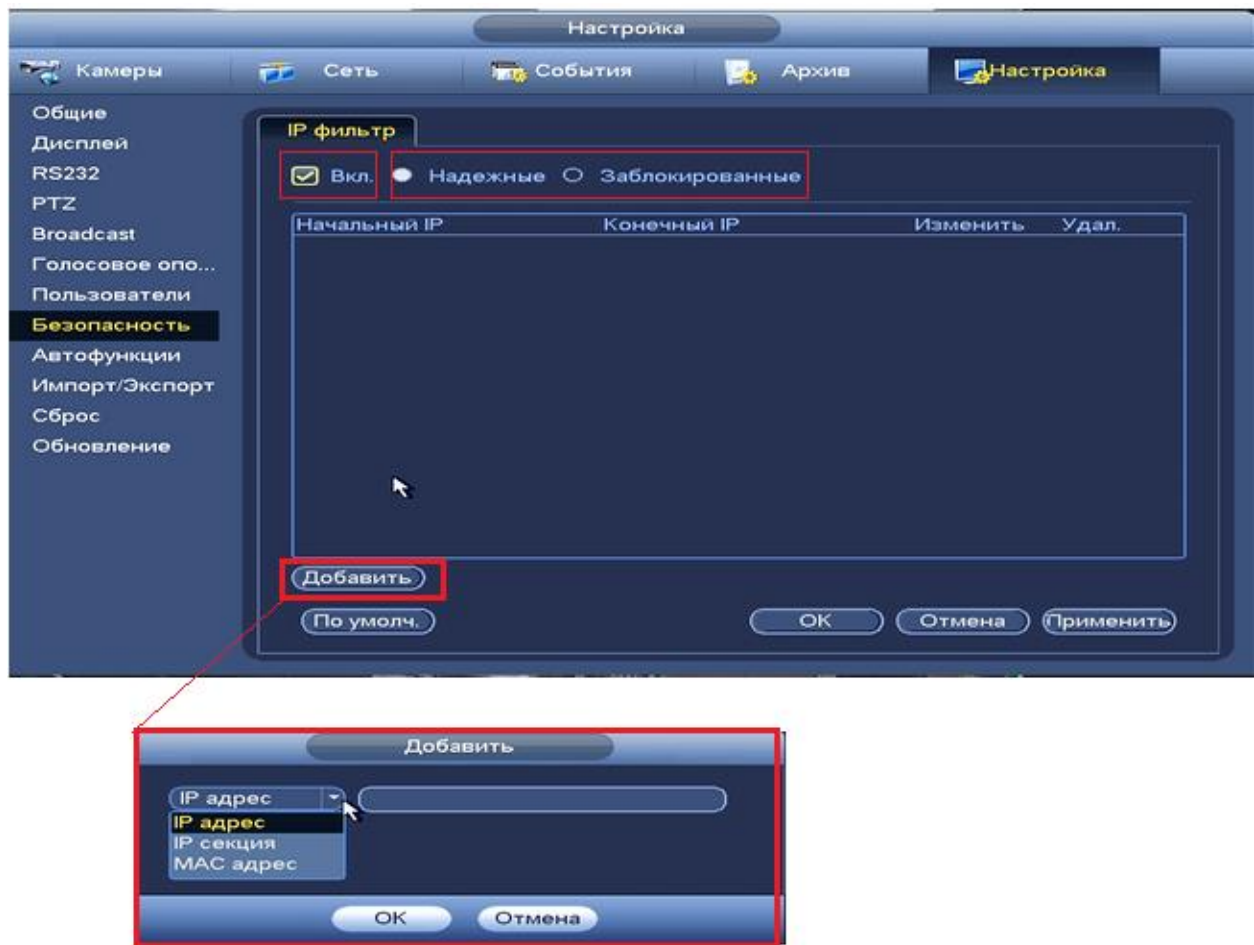 Настройка
Камеры Сеть События Архив Настройка
Общие
Дисплей
RS232
PTZ
Broadcast
Голосовое опо...
Пользователи
Безопасность
Автофункции
Импорт/Экспорт
Сброс
Обновление
IP фильтр
Вкл. Надежные Заблокированные
Начальный IP Конечный IP Изменить Удал.
Добавить
По умолч. OK Отмена Применить
Добавить
IP адрес
IP адрес
IP секция
MAC адрес
OK Отмена